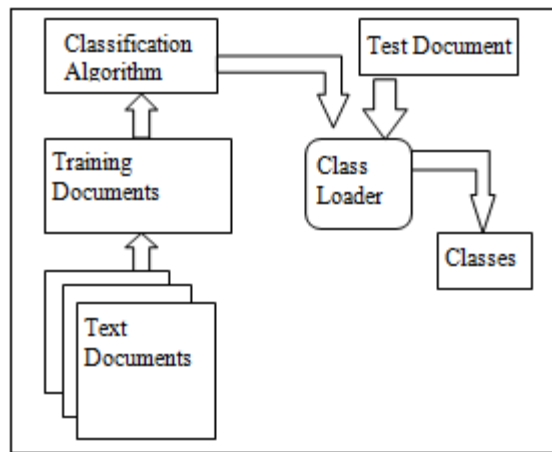 Classification
Algorithm
Test Document
Training
Documents
Class
Loader
Classes
Text
Documents